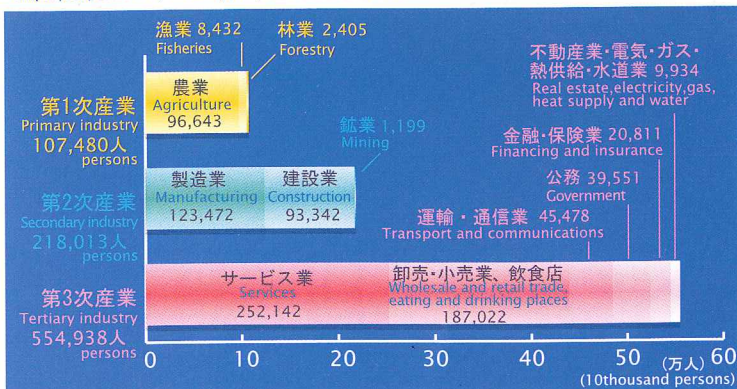 漁業 8,432
Fisheries
林業 2,405
Forestry
不動産業・電気・ガス・
熱供給・水道業 9,934
Real estate,electricity,gas,
heat supply and water
農業
Agriculture
96,643
第1次産業
Primary industry
107,480人
persons
鉱業 1,199
Mining
金融・保険業 20,811
Financing and insurance
公務 39,551
Government
運輸・通信業 45,478
Transport and communications
製造業
Manufacturing
123,472
建設業
Construction
93,342
第2次産業
Secondary industry
218,013人
persons
サービス業
Services
252,142
卸売・小売業、飲食店
Wholesale and retail trade,
eating and drinking places
187,022
第3次産業
Tertiary industry
554,938人
persons
0 10 20 30 40 50 (万人) 60
(10thousand persons)